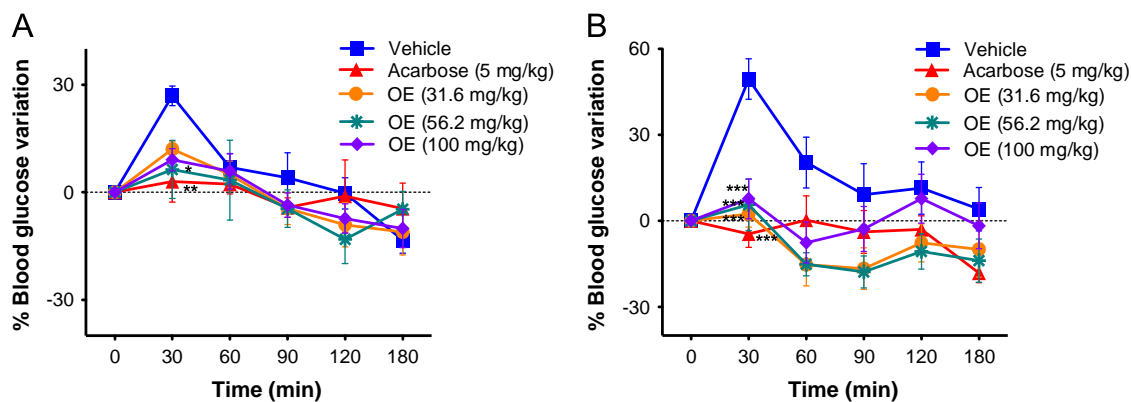 A
% Blood glucose variation
30
0
-30
0
30
60
90
120
180
Time (min)
Vehicle
Acarbose (5 mg/kg)
OE (31.6 mg/kg)
OE (56.2 mg/kg)
OE (100 mg/kg)
*
**
B
% Blood glucose variation
60
30
0
-30
0
30
60
90
120
180
Time (min)
Vehicle
Acarbose (5 mg/kg)
OE (31.6 mg/kg)
OE (56.2 mg/kg)
OE (100 mg/kg)
***
***
***
***